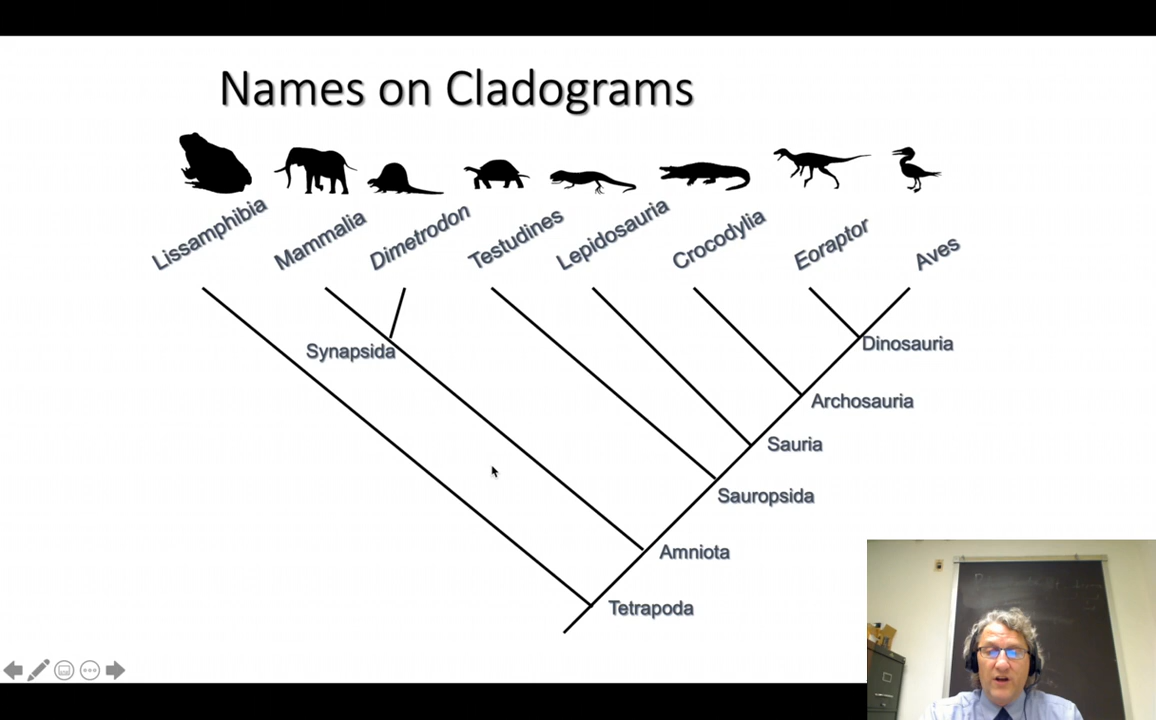 Names on Cladograms
Lissamphibia
Mammalia
Dimetrodon
Testudines
Lepidosauria
Crocodylia
Eoraptor
Aves
Synapsida
Dinosauria
Archosauria
Sauria
Sauropsida
Amniota
Tetrapoda